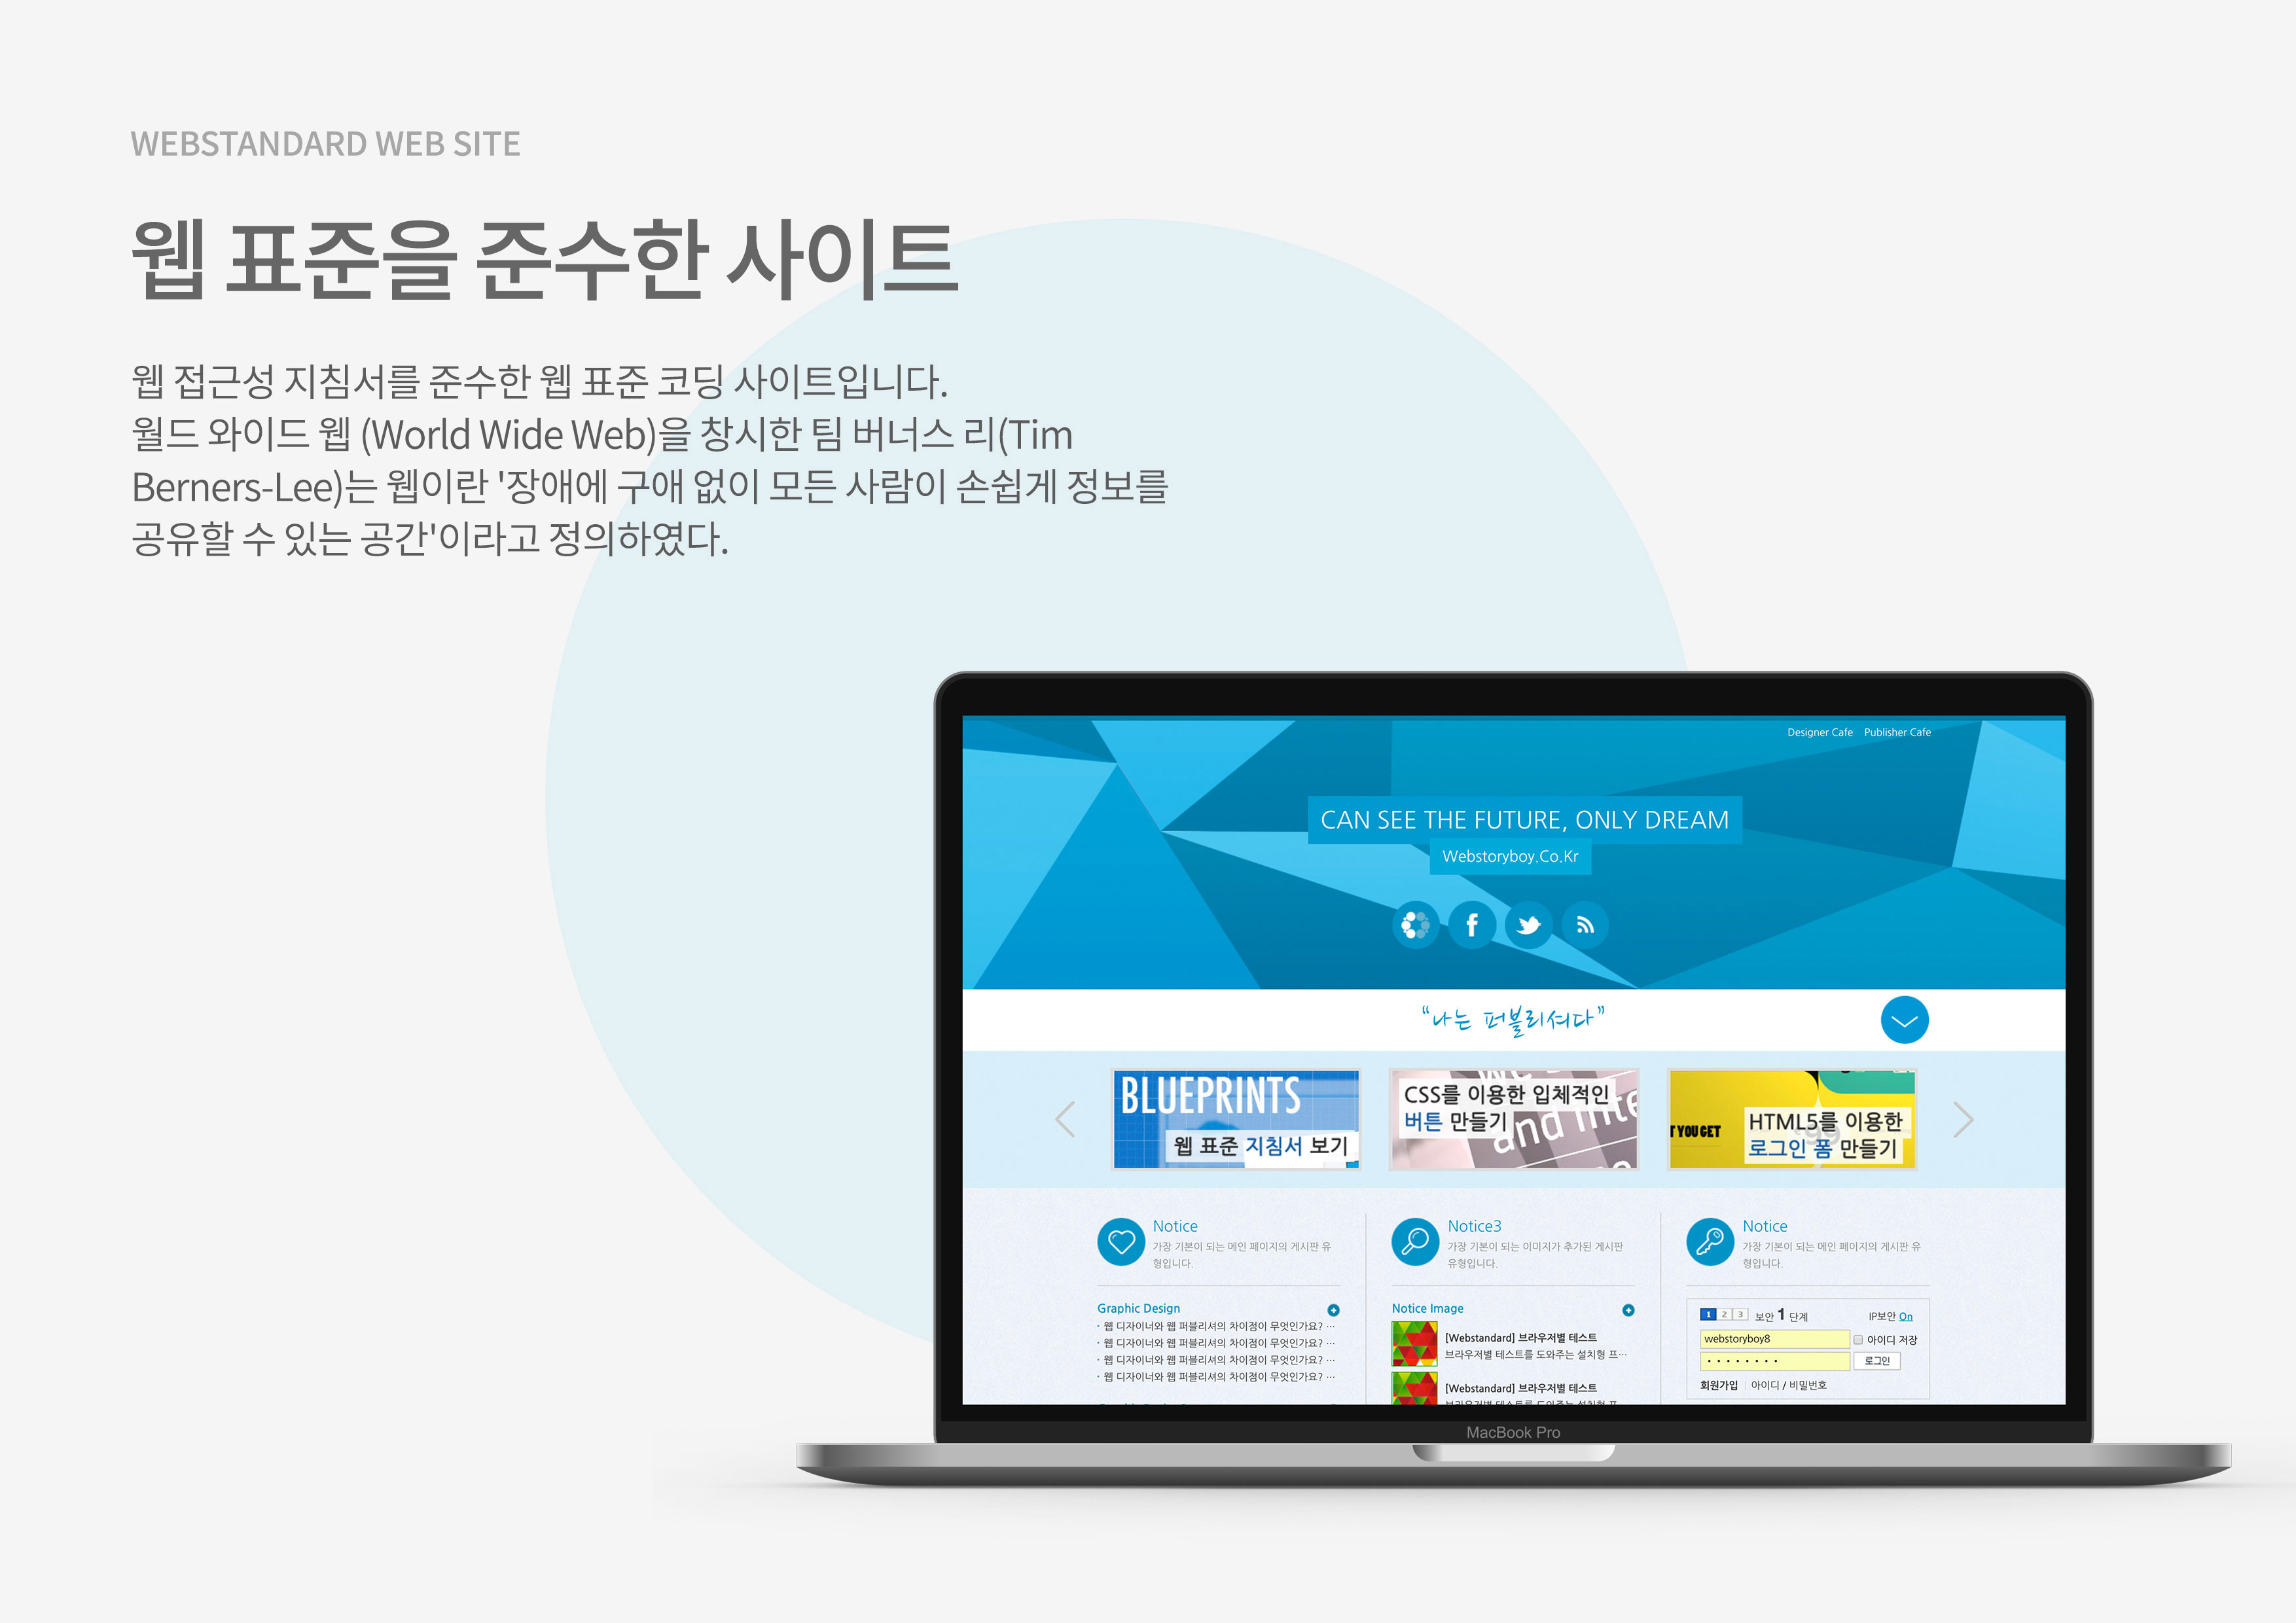 WEBSTANDARD WEB SITE
웹 표준을 준수한 사이트
웹 접근성 지침서를 준수한 웹 표준 코딩 사이트입니다.
월드 와이드 웹 (World Wide Web)을 창시한 팀 버너스 리(Tim
Berners-Lee)는 웹이란 '장애에 구애 없이 모든 사람이 손쉽게 정보를
공유할 수 있는 공간'이라고 정의하였다.
Designer Cafe Publisher Cafe
CAN SEE THE FUTURE, ONLY DREAM
Webstoryboy.Co.Kr
“나는 퍼블리셔다”
BLUEPRINTS
웹 표준 지침서 보기
CSS를 이용한 입체적인
버튼 만들기
and inte
T YOU GET
HTML5를 이용한
로그인 폼 만들기
Notice
가장 기본이 되는 메인 페이지의 게시판 유
형입니다.
Graphic Design
· 웹 디자이너와 웹 퍼블리셔의 차이점이 무엇인가요? ···
· 웹 디자이너와 웹 퍼블리셔의 차이점이 무엇인가요? ···
· 웹 디자이너와 웹 퍼블리셔의 차이점이 무엇인가요? ···
· 웹 디자이너와 웹 퍼블리셔의 차이점이 무엇인가요? ···
Notice3
가장 기본이 되는 이미지가 추가된 게시판
유형입니다.
Notice Image
[Webstandard] 브라우저별 테스트
브라우저별 테스트를 도와주는 설치형 프···
[Webstandard] 브라우저별 테스트
Notice
가장 기본이 되는 메인 페이지의 게시판 유
형입니다.
1 2 3 보안 1 단계 IP보안 On
webstoryboy8 아이디 저장
로그인
회원가입 아이디 / 비밀번호
MacBook Pro